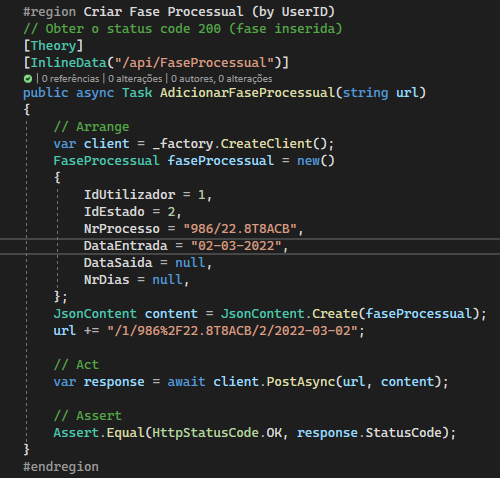 #region Criar Fase Processual (by UserID)
// Obter o status code 200 (fase inserida)
[Theory]
[InlineData("/api/FaseProcessual")]
| 0 referências | 0 alterações | 0 autores, 0 alterações
public async Task AdicionarFaseProcessual(string url)
{
    // Arrange
    var client = _factory.CreateClient();
    FaseProcessual faseProcessual = new()
    {
        IdUtilizador = 1,
        IdEstado = 2,
        NrProcesso = "986/22.8T8ACB",
        DataEntrada = "02-03-2022",
        DataSaida = null,
        NrDias = null,
    };
    JsonContent content = JsonContent.Create(faseProcessual);
    url += "/1/986%2F22.8T8ACB/2/2022-03-02";

    // Act
    var response = await client.PostAsync(url, content);

    // Assert
    Assert.Equal(HttpStatusCode.OK, response.StatusCode);
}
#endregion